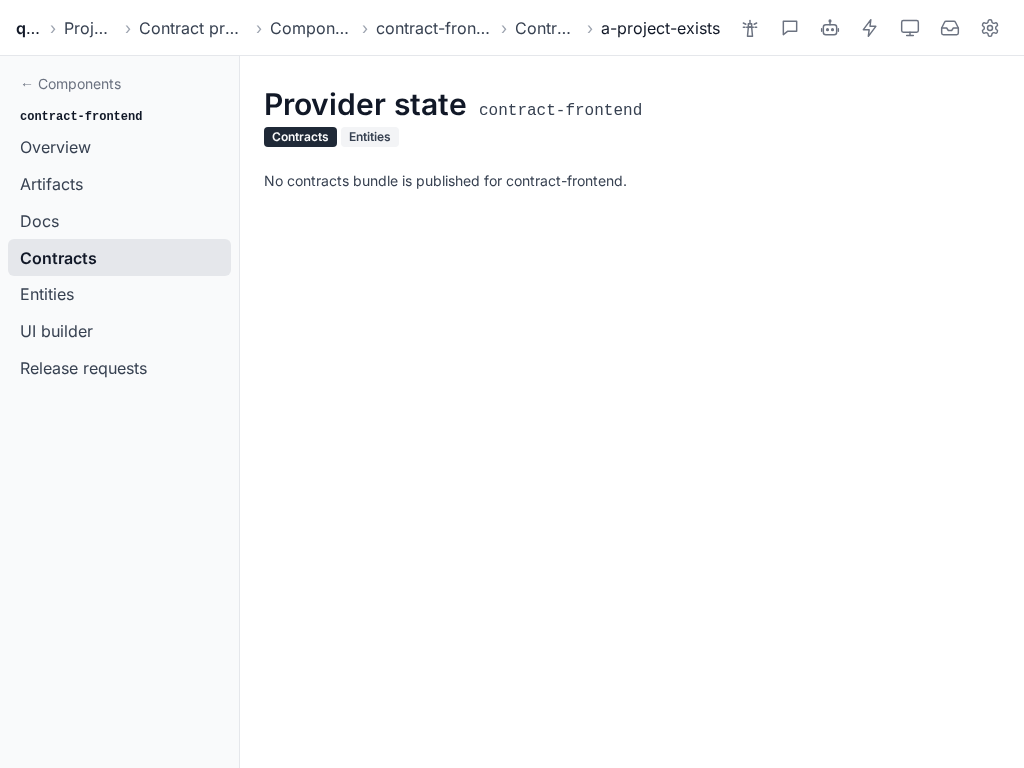 q... › Proj... › Contract pr... › Compon... › contract-fron... › Contr... › a-project-exists
← Components
contract-frontend
Overview
Artifacts
Docs
Contracts
Entities
UI builder
Release requests
Provider state contract-frontend
Contracts Entities
No contracts bundle is published for contract-frontend.